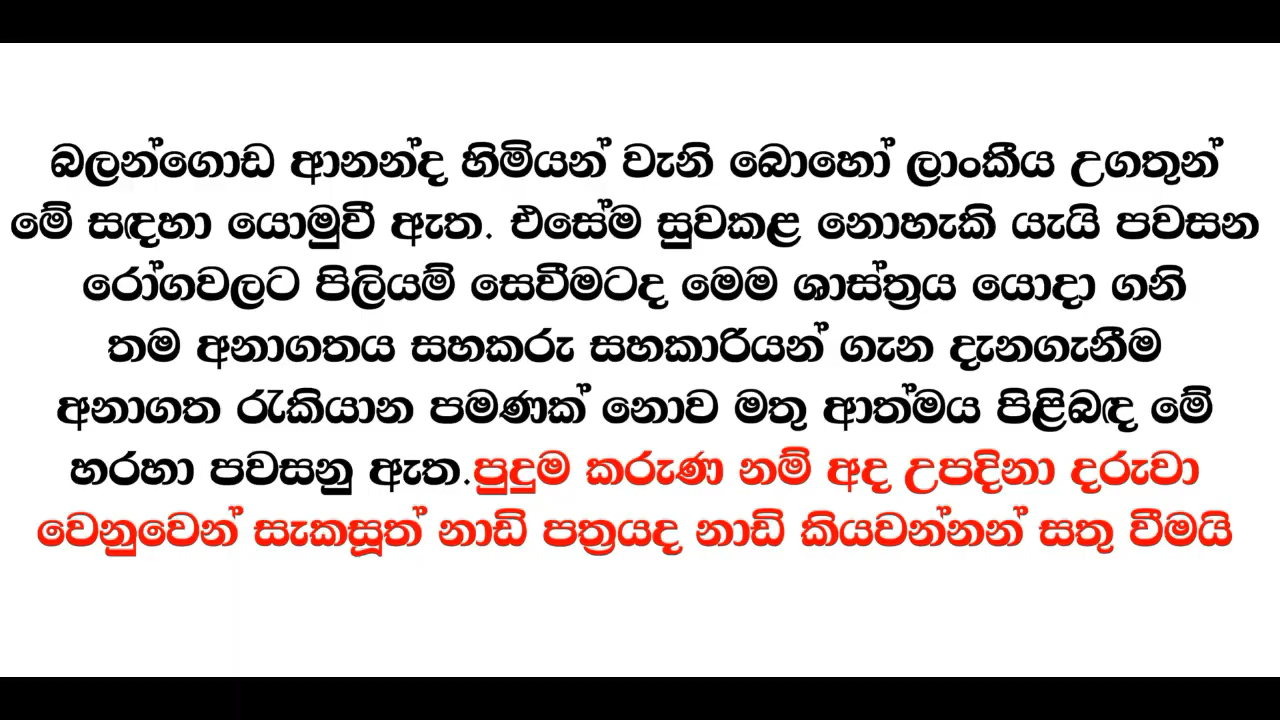 බලන්ගොඩ ආනන්ද හිමියන් වැනි බොහෝ ලාංකීය උගතුන්
මේ සඳහා යොමුවී ඇත. එසේම සුවකළ නොහැකි යැයි පවසන
රෝගවලට පිලියම් සෙවීමටද මෙම ශාස්ත්‍රය යොදා ගනි
තම අනාගතය සහකරු සහකාරියන් ගැන දැනගැනීම
අනාගත රැකියාන පමණක් නොව මතු ආත්මය පිළිබඳ මේ
හරහා පවසනු ඇත.පුදුම කරුණ නම් අද උපදිනා දරුවා
වෙනුවෙන් සැකසූත් නාඩි පත්‍රයද නාඩි කියවන්නන් සතු වීමයි